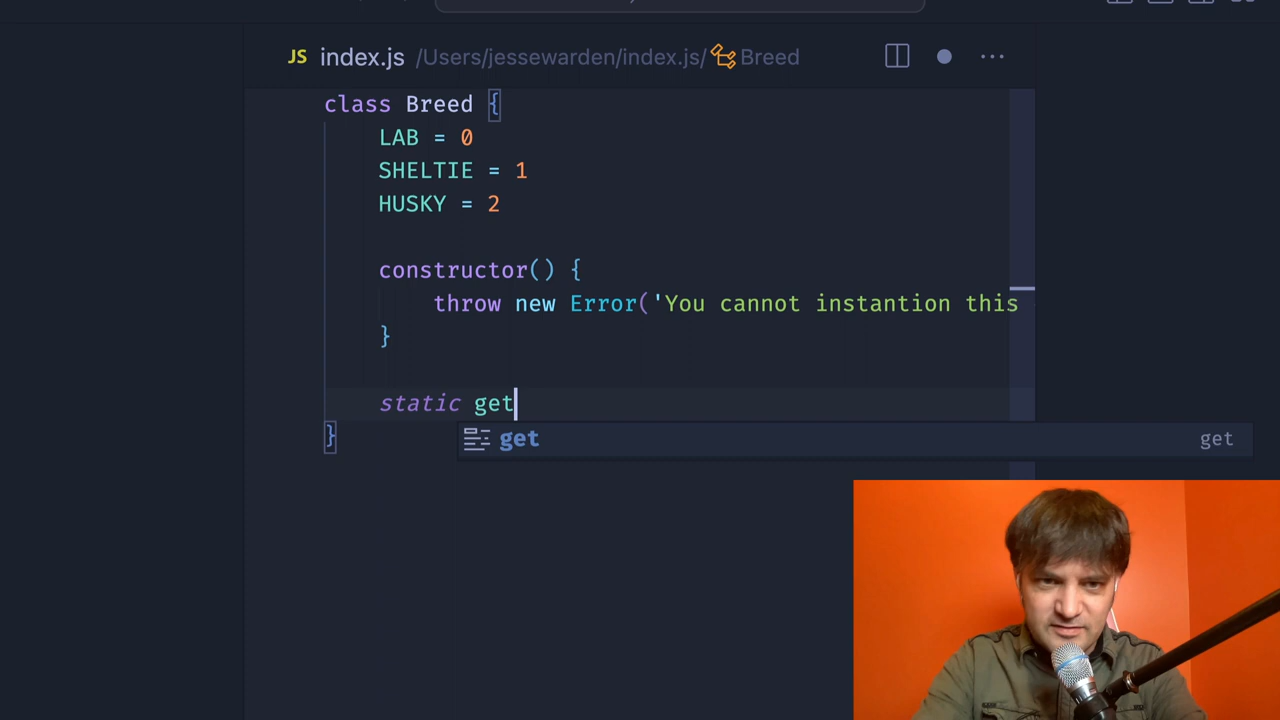 JS index.js /Users/jessewarden/index.js/ Breed ...
class Breed {
LAB = 0
SHELTIE = 1
HUSKY = 2
constructor() {
throw new Error('You cannot instantion this
}
static get
}
get get